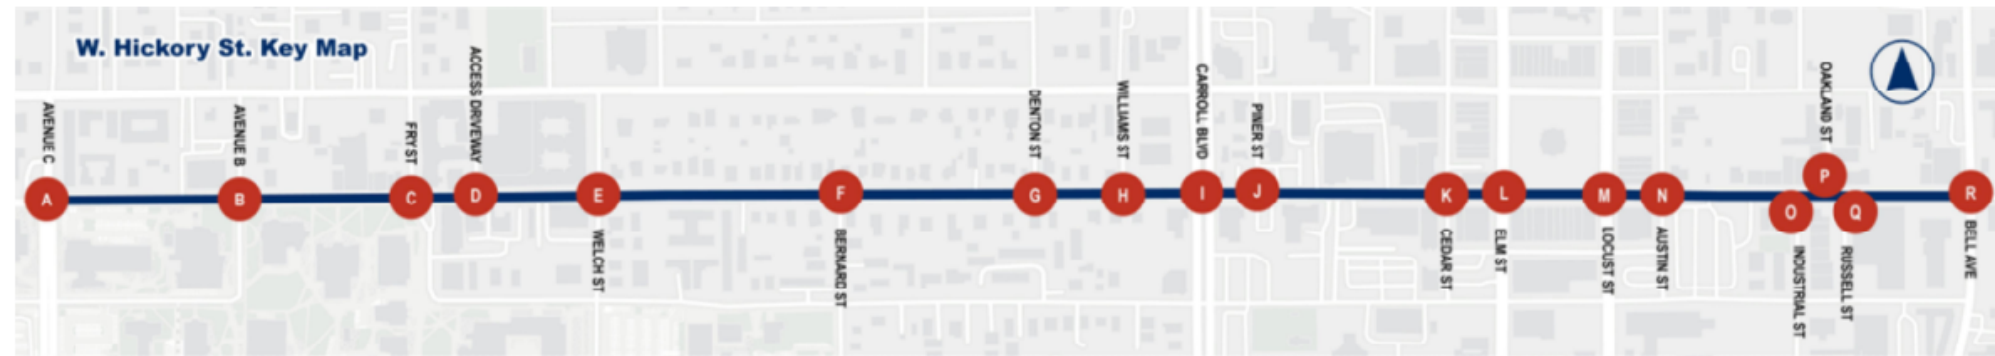 W. Hickory St. Key Map
AVENUE C
AVENUE B
FRY ST
ACCESS DRIVEWAY
WELCH ST
BERNARD ST
DENTON ST
WILLIAMS ST
CARROLL BLVD
PINER ST
CEDAR ST
ELM ST
LOCUST ST
AUSTIN ST
INDUSTRIAL ST
OAKLAND ST
RUSSELL ST
BELL AVE
A
B
C
D
E
F
G
H
I
J
K
L
M
N
O
P
Q
R